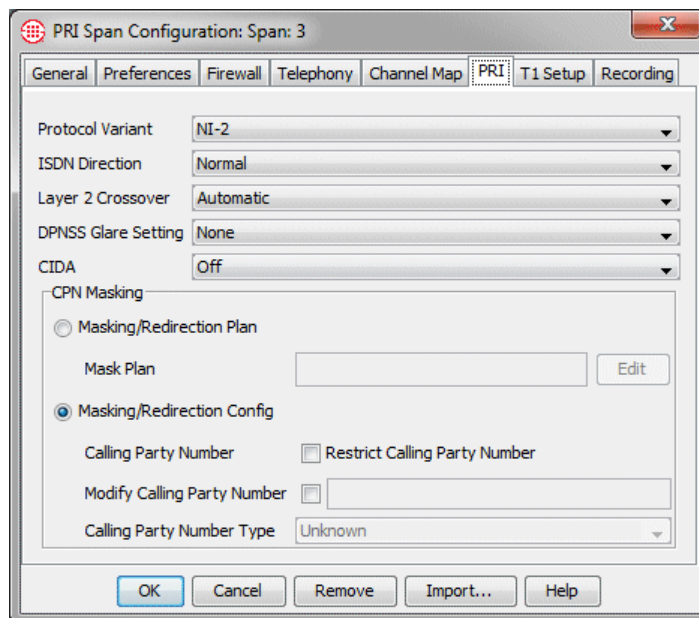 PRI Span Configuration: Span: 3
General Preferences Firewall Telephony Channel Map PRI T1 Setup Recording
Protocol Variant NI-2
ISDN Direction Normal
Layer 2 Crossover Automatic
DPNSS Glare Setting None
CIDA Off
CPN Masking
Masking/Redirection Plan
Mask Plan Edit
Masking/Redirection Config
Calling Party Number Restrict Calling Party Number
Modify Calling Party Number
Calling Party Number Type Unknown
OK Cancel Remove Import... Help